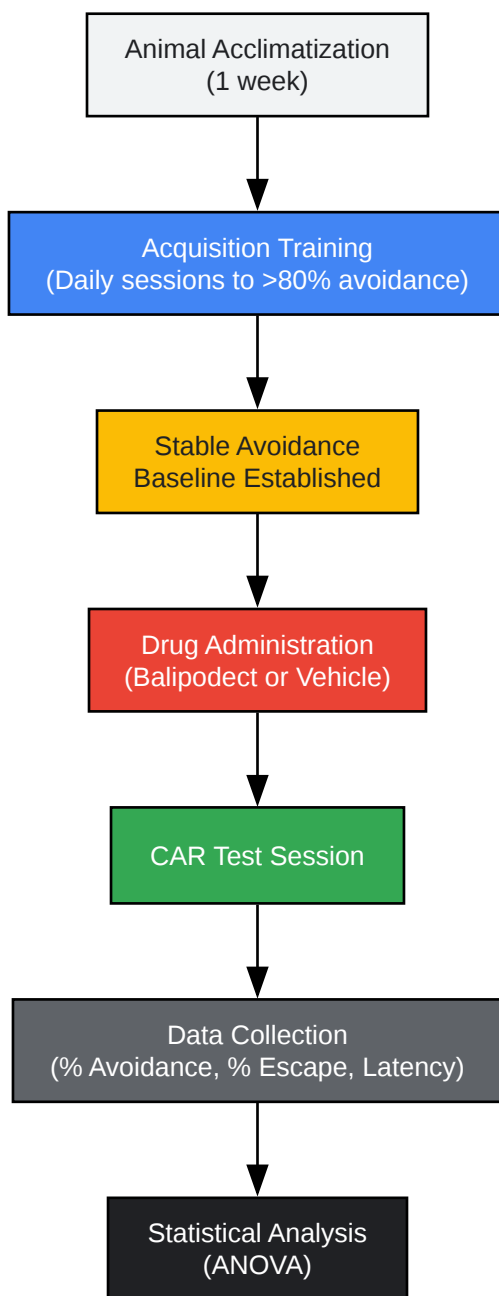 Animal Acclimatization
(1 week)
Acquisition Training
(Daily sessions to >80% avoidance)
Stable Avoidance
Baseline Established
Drug Administration
(Balipodect or Vehicle)
CAR Test Session
Data Collection
(% Avoidance, % Escape, Latency)
Statistical Analysis
(ANOVA)